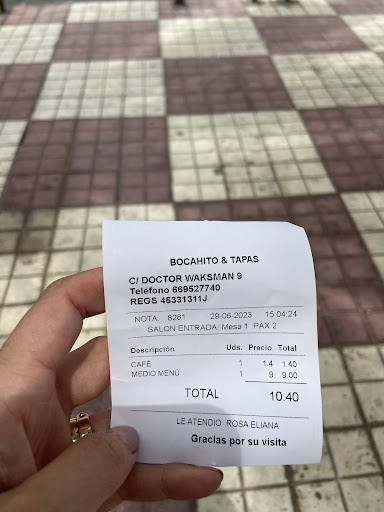 BOCAHITO & TAPAS
C/ DOCTOR WAKSMAN 9
Teléfono 669527740
REGS 45331311J
NOTA: 8281 29-06-2023 15:04:24
SALON ENTRADA, Mesa 1 PAX 2
Descripción Uds. Precio Total
CAFÉ 1 1.4 1.40
MEDIO MENÚ 1 9 9.00
TOTAL 10.40
LE ATENDIO: ROSA ELIANA
Gracias por su visita